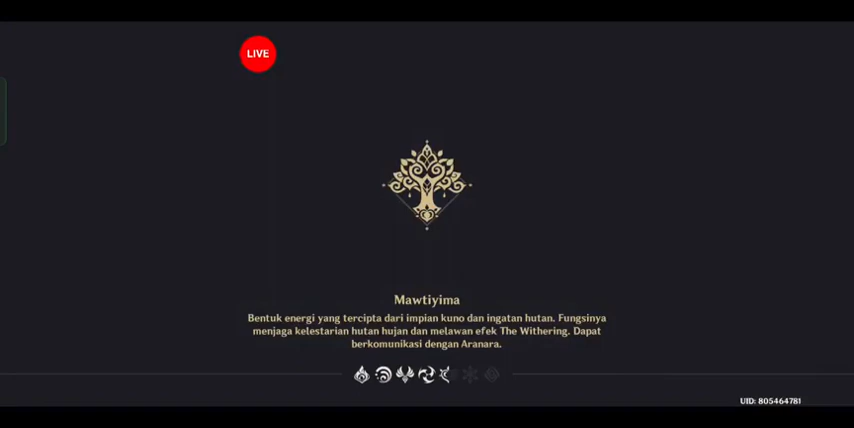 LIVE
Mawtiyima
Bentuk energi yang tercipta dari impian kuno dan ingatan hutan. Fungsinya
menjaga kelestarian hutan hujan dan melawan efek The Withering. Dapat
berkomunikasi dengan Aranara.
UID: 805464781